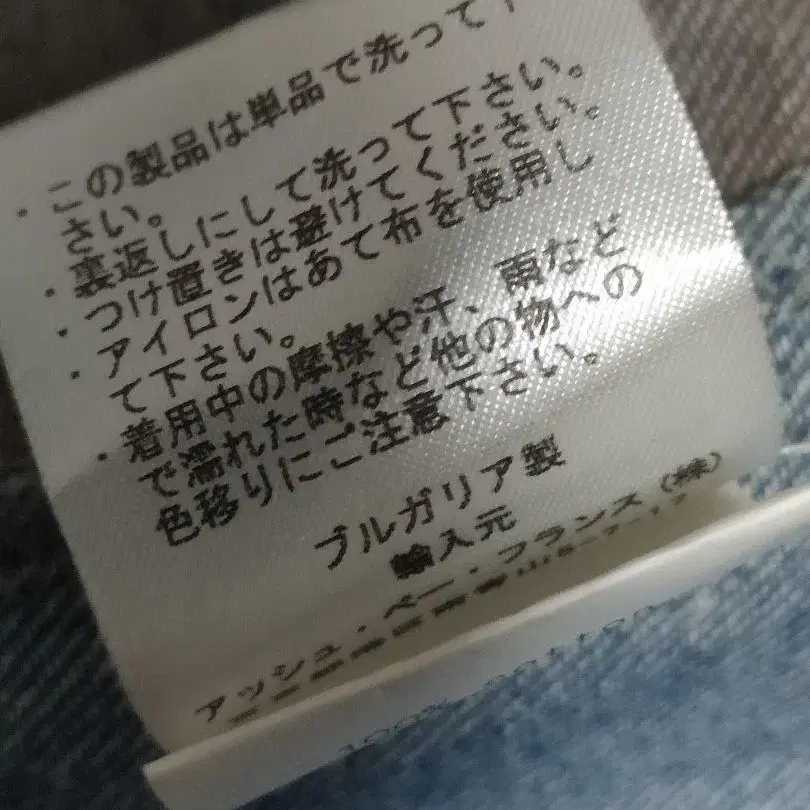 ・この製品は単品で洗って下
さい。
・裏返しにして洗って下さい。
・つけ置きは避けてください。
・アイロンはあて布を使用し
て下さい。
・着用中の摩擦や汗、雨など
で濡れた時など他の物への
色移りにご注意下さい。
ブルガリア製
輸入元
アッシュ・ペー・フランス(株)
100% cotton